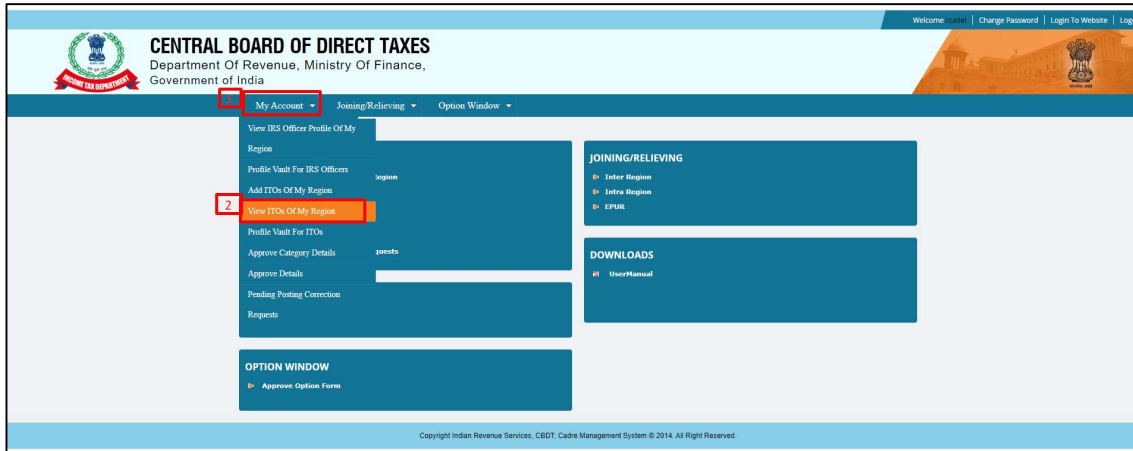 Welcome ccadel | Change Password | Login To Website | Log
CENTRAL BOARD OF DIRECT TAXES
Department Of Revenue, Ministry Of Finance,
Government of India
INCOME TAX DEPARTMENT
1
My Account
Joining/Relieving
Option Window
View IRS Officer Profile Of My
Region
Profile Vault For IRS Officers
Add ITOs Of My Region
2
View ITOs Of My Region
Profile Vault For ITOs
Approve Category Details
Approve Details
Pending Posting Correction
Requests
egion
quests
JOINING/RELIEVING
Inter Region
Intra Region
EPUR
DOWNLOADS
UserManual
OPTION WINDOW
Approve Option Form
Copyright Indian Revenue Services, CBDT; Cadre Management System © 2014. All Right Reserved.